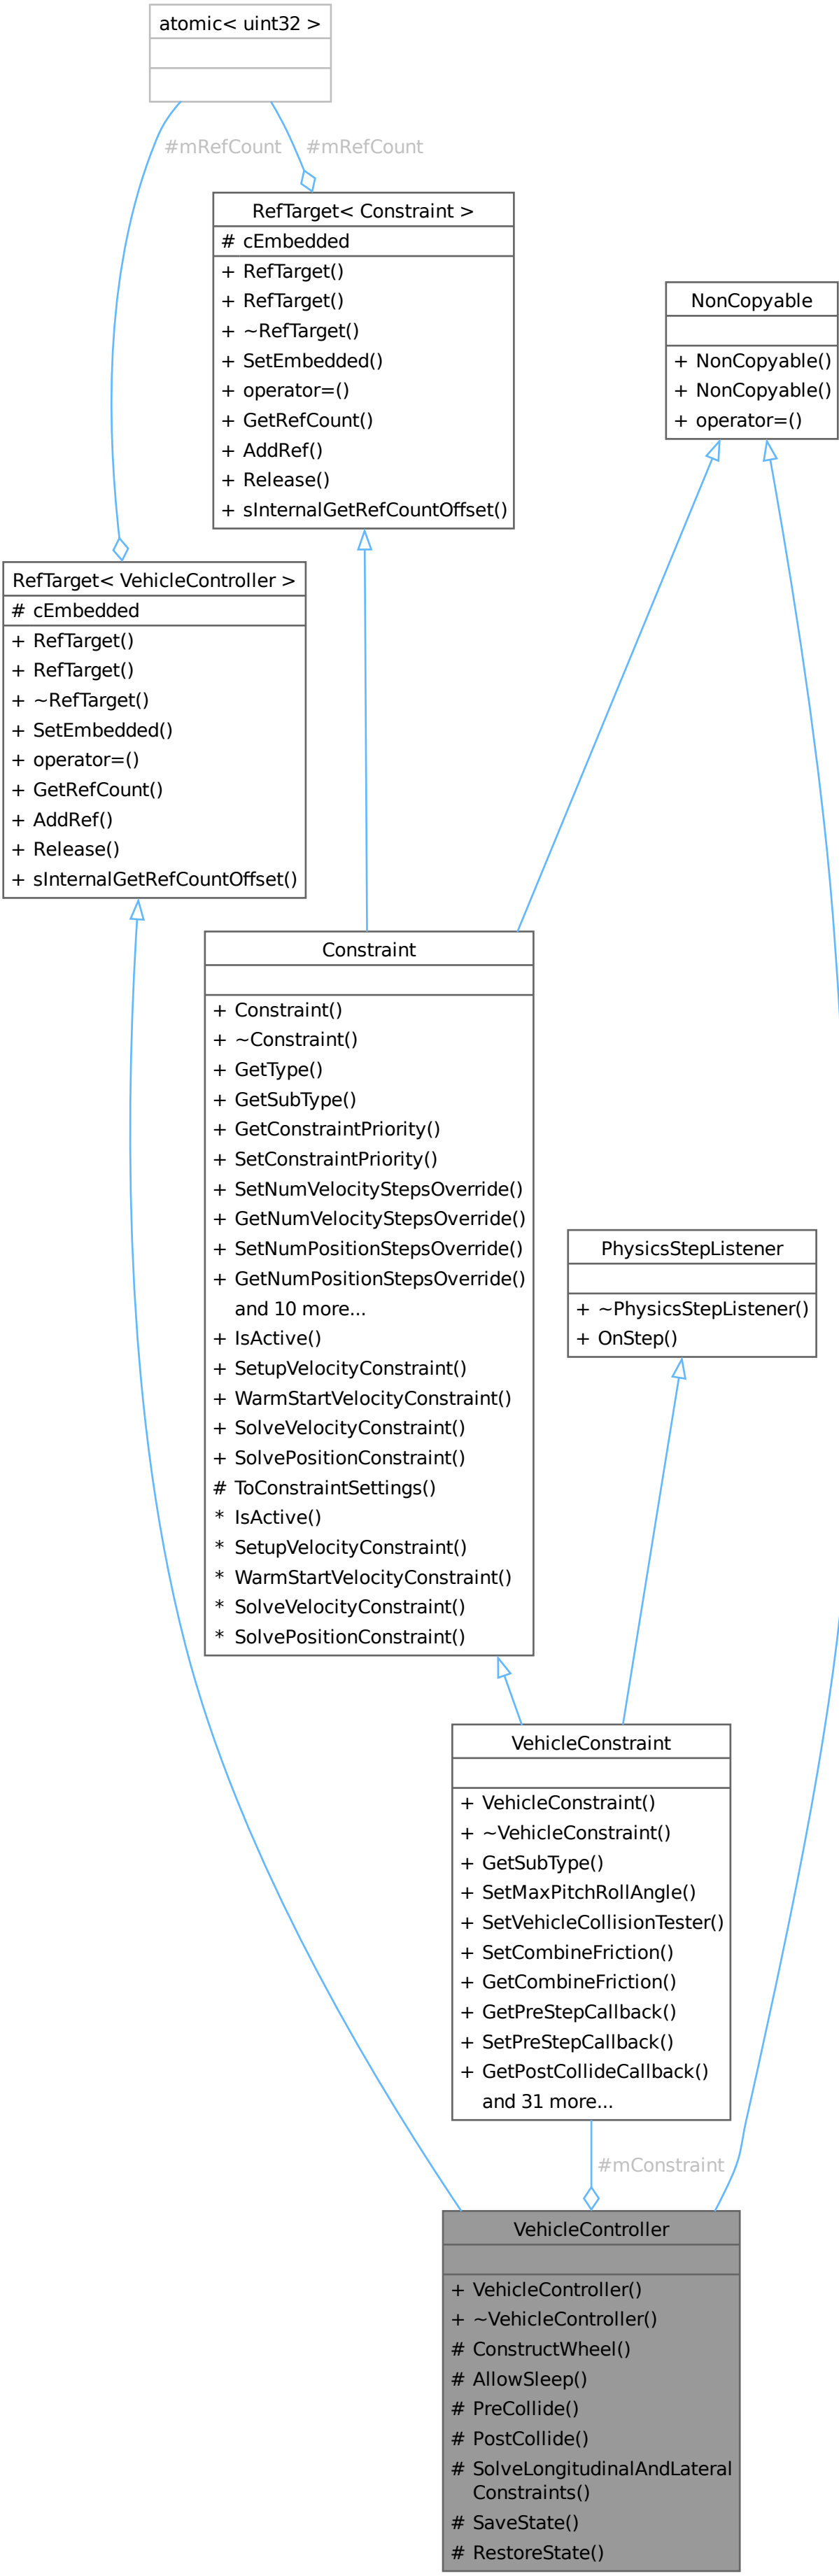 atomic< uint32 >
#mRefCount
#mRefCount
RefTarget< Constraint >
# cEmbedded
+ RefTarget()
+ RefTarget()
+ ~RefTarget()
+ SetEmbedded()
+ operator=()
+ GetRefCount()
+ AddRef()
+ Release()
+ sInternalGetRefCountOffset()
NonCopyable
+ NonCopyable()
+ NonCopyable()
+ operator=()
RefTarget< VehicleController >
# cEmbedded
+ RefTarget()
+ RefTarget()
+ ~RefTarget()
+ SetEmbedded()
+ operator=()
+ GetRefCount()
+ AddRef()
+ Release()
+ sInternalGetRefCountOffset()
Constraint
+ Constraint()
+ ~Constraint()
+ GetType()
+ GetSubType()
+ GetConstraintPriority()
+ SetConstraintPriority()
+ SetNumVelocityStepsOverride()
+ GetNumVelocityStepsOverride()
+ SetNumPositionStepsOverride()
+ GetNumPositionStepsOverride()
and 10 more...
+ IsActive()
+ SetupVelocityConstraint()
+ WarmStartVelocityConstraint()
+ SolveVelocityConstraint()
+ SolvePositionConstraint()
# ToConstraintSettings()
* IsActive()
* SetupVelocityConstraint()
* WarmStartVelocityConstraint()
* SolveVelocityConstraint()
* SolvePositionConstraint()
PhysicsStepListener
+ ~PhysicsStepListener()
+ OnStep()
VehicleConstraint
+ VehicleConstraint()
+ ~VehicleConstraint()
+ GetSubType()
+ SetMaxPitchRollAngle()
+ SetVehicleCollisionTester()
+ SetCombineFriction()
+ GetCombineFriction()
+ GetPreStepCallback()
+ SetPreStepCallback()
+ GetPostCollideCallback()
and 31 more...
#mConstraint
VehicleController
+ VehicleController()
+ ~VehicleController()
# ConstructWheel()
# AllowSleep()
# PreCollide()
# PostCollide()
# SolveLongitudinalAndLateral
Constraints()
# SaveState()
# RestoreState()